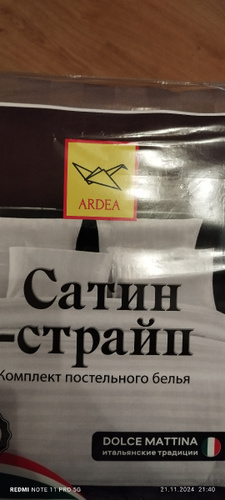 ARDEA
Сатин
-страйп
Комплект постельного белья
DOLCE MATTINA
итальянские традиции
REDMI NOTE 11 PRO 5G
21.11.2024 21:40